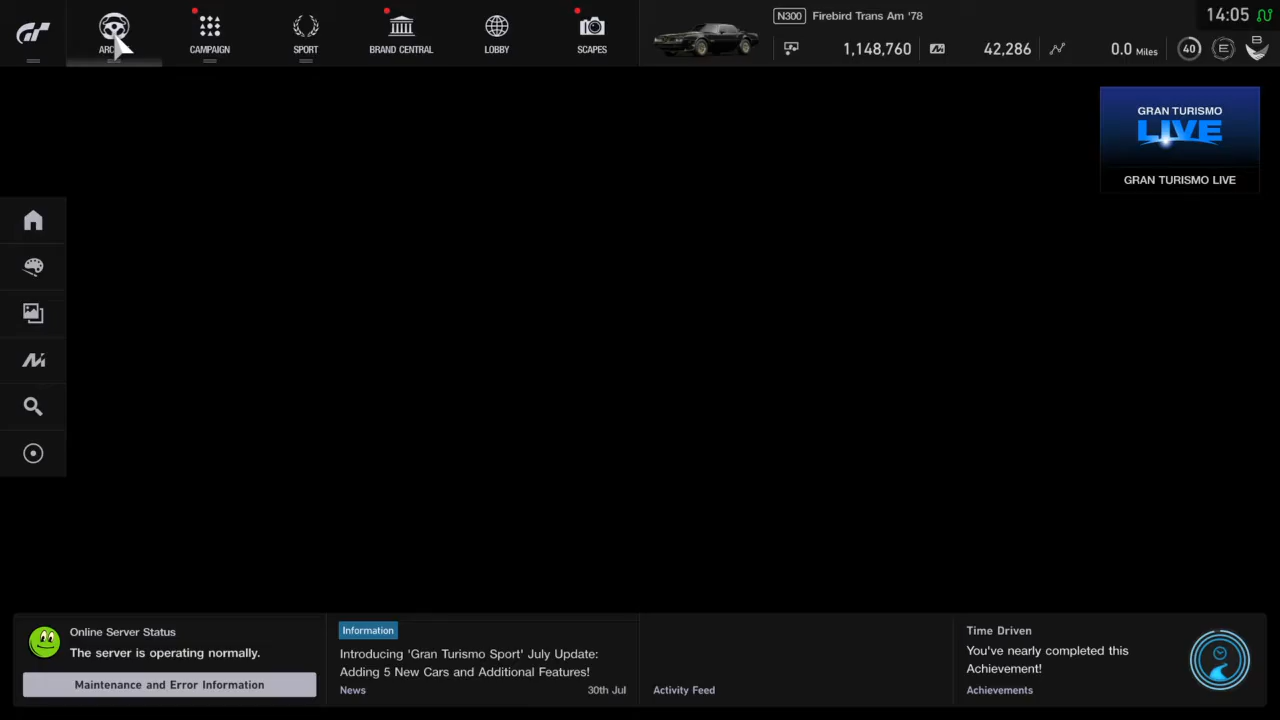 CAMPAIGN
SPORT
BRAND CENTRAL
LOBBY
SCAPES
N300 Firebird Trans Am '78
1,148,760
42,286
0.0 Miles
40
E
B
14:05
GRAN TURISMO
LIVE
GRAN TURISMO LIVE
Online Server Status
The server is operating normally.
Maintenance and Error Information
Information
Introducing 'Gran Turismo Sport' July Update:
Adding 5 New Cars and Additional Features!
News
30th Jul
Activity Feed
Time Driven
You've nearly completed this
Achievement!
Achievements